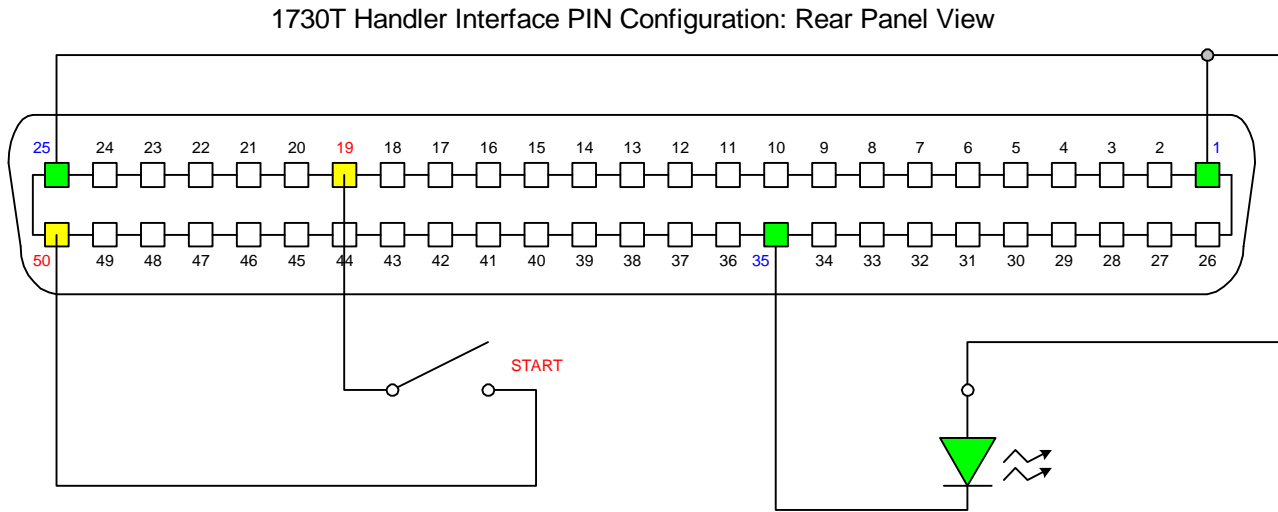 1730T Handler Interface PIN Configuration: Rear Panel View
25 24 23 22 21 20 19 18 17 16 15 14 13 12 11 10 9 8 7 6 5 4 3 2 1
50 49 48 47 46 45 44 43 42 41 40 39 38 37 36 35 34 33 32 31 30 29 28 27 26
START